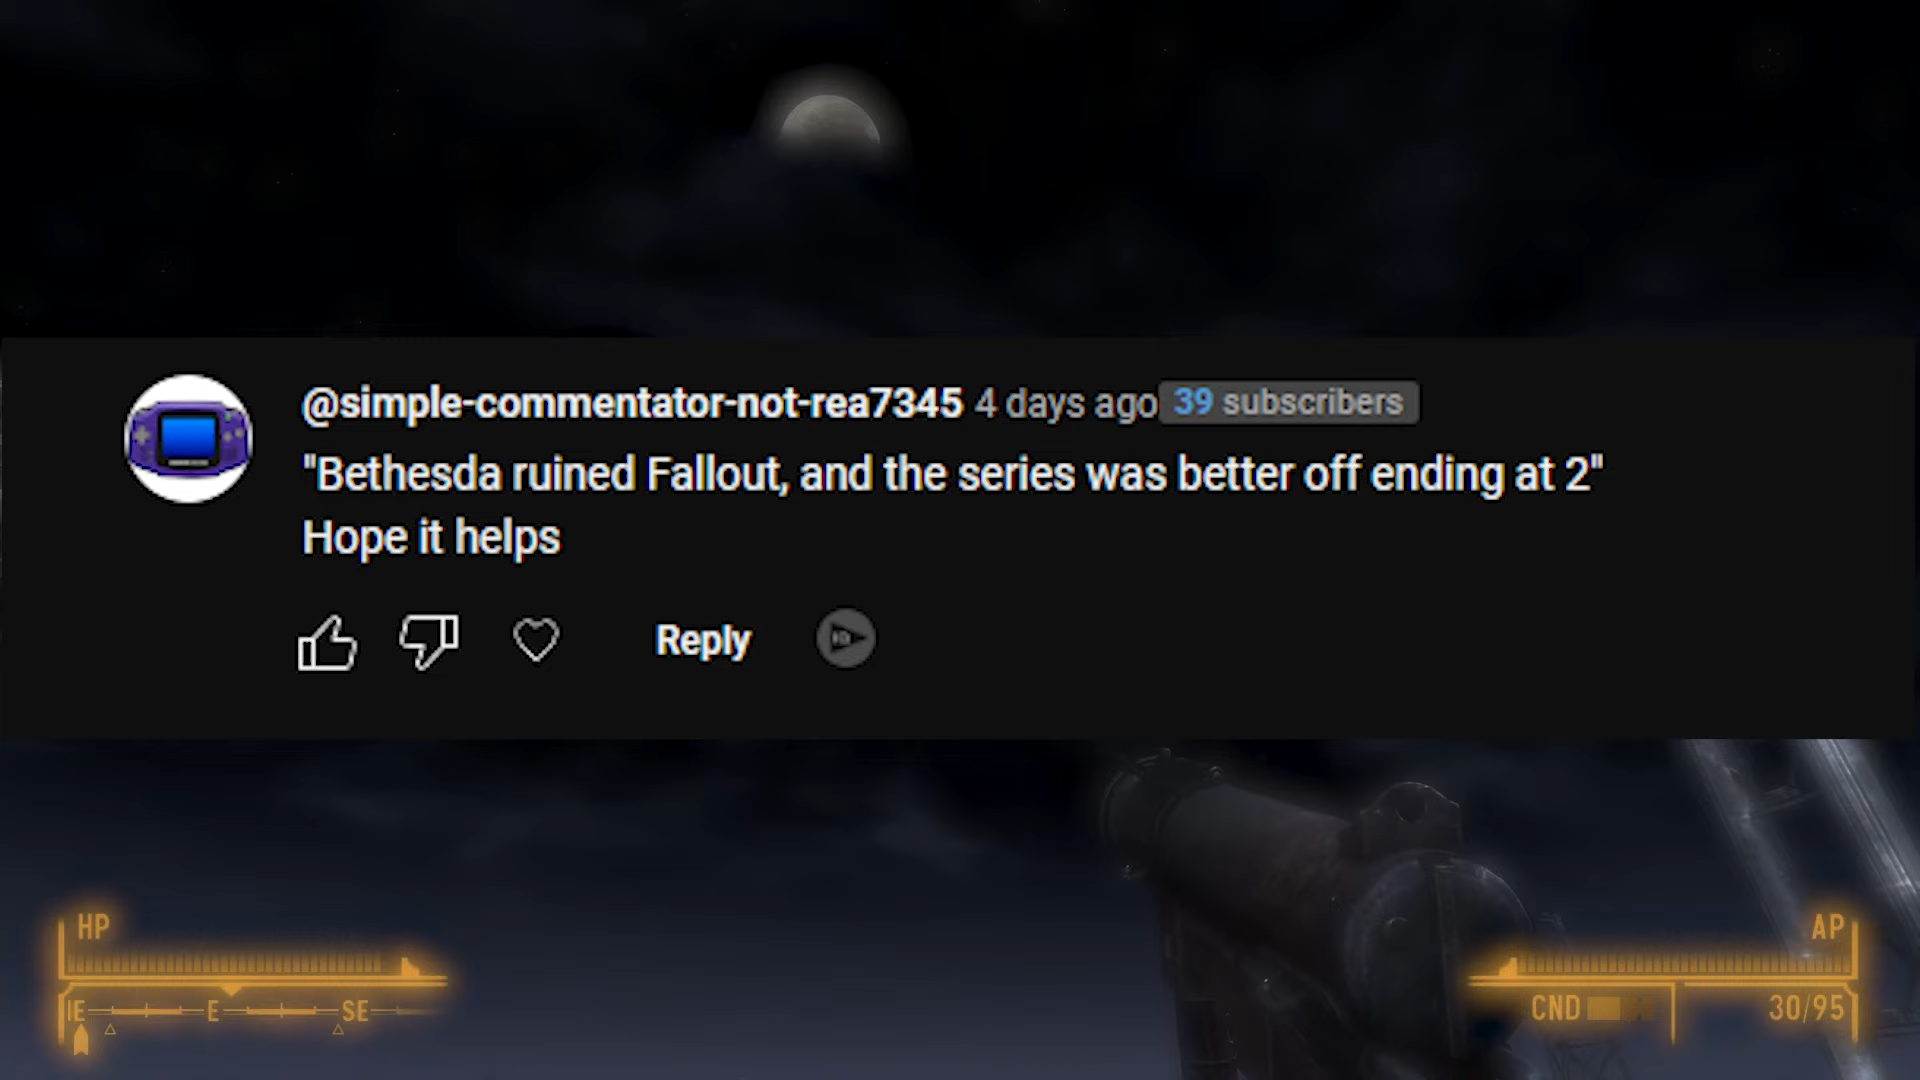 @simple-commentator-not-rea7345 4 days ago 39 subscribers
"Bethesda ruined Fallout, and the series was better off ending at 2"
Hope it helps
Reply
HP
AP
E SE
CND 30/95